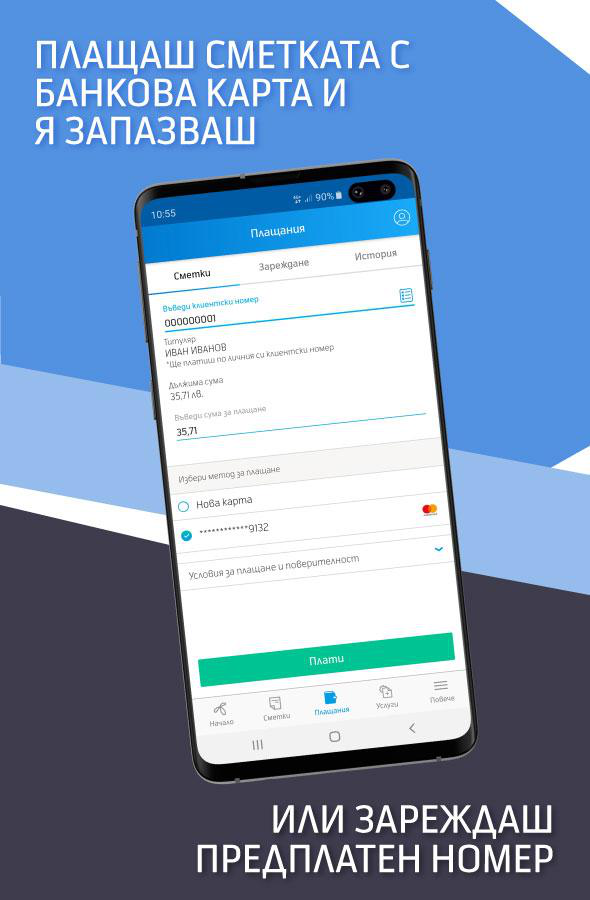 ПЛАЩАШ СМЕТКАТА С
БАНКОВА КАРТА И
Я ЗАПАЗВАШ
10:55
90%
Плащания
Сметки
Зареждане
История
Въведи клиентски номер
000000001
Титуляр
ИВАН ИВАНОВ
*Ще платиш по личния си клиентски номер
Дължима сума
35,71 лв.
Въведи сума за плащане
35,71
Избери метод за плащане
Нова карта
************9132
Условия за плащане и поверителност
Плати
Начало
Сметки
Плащания
Услуги
Повече
ИЛИ ЗАРЕЖДАШ
ПРЕДПЛАТЕН НОМЕР